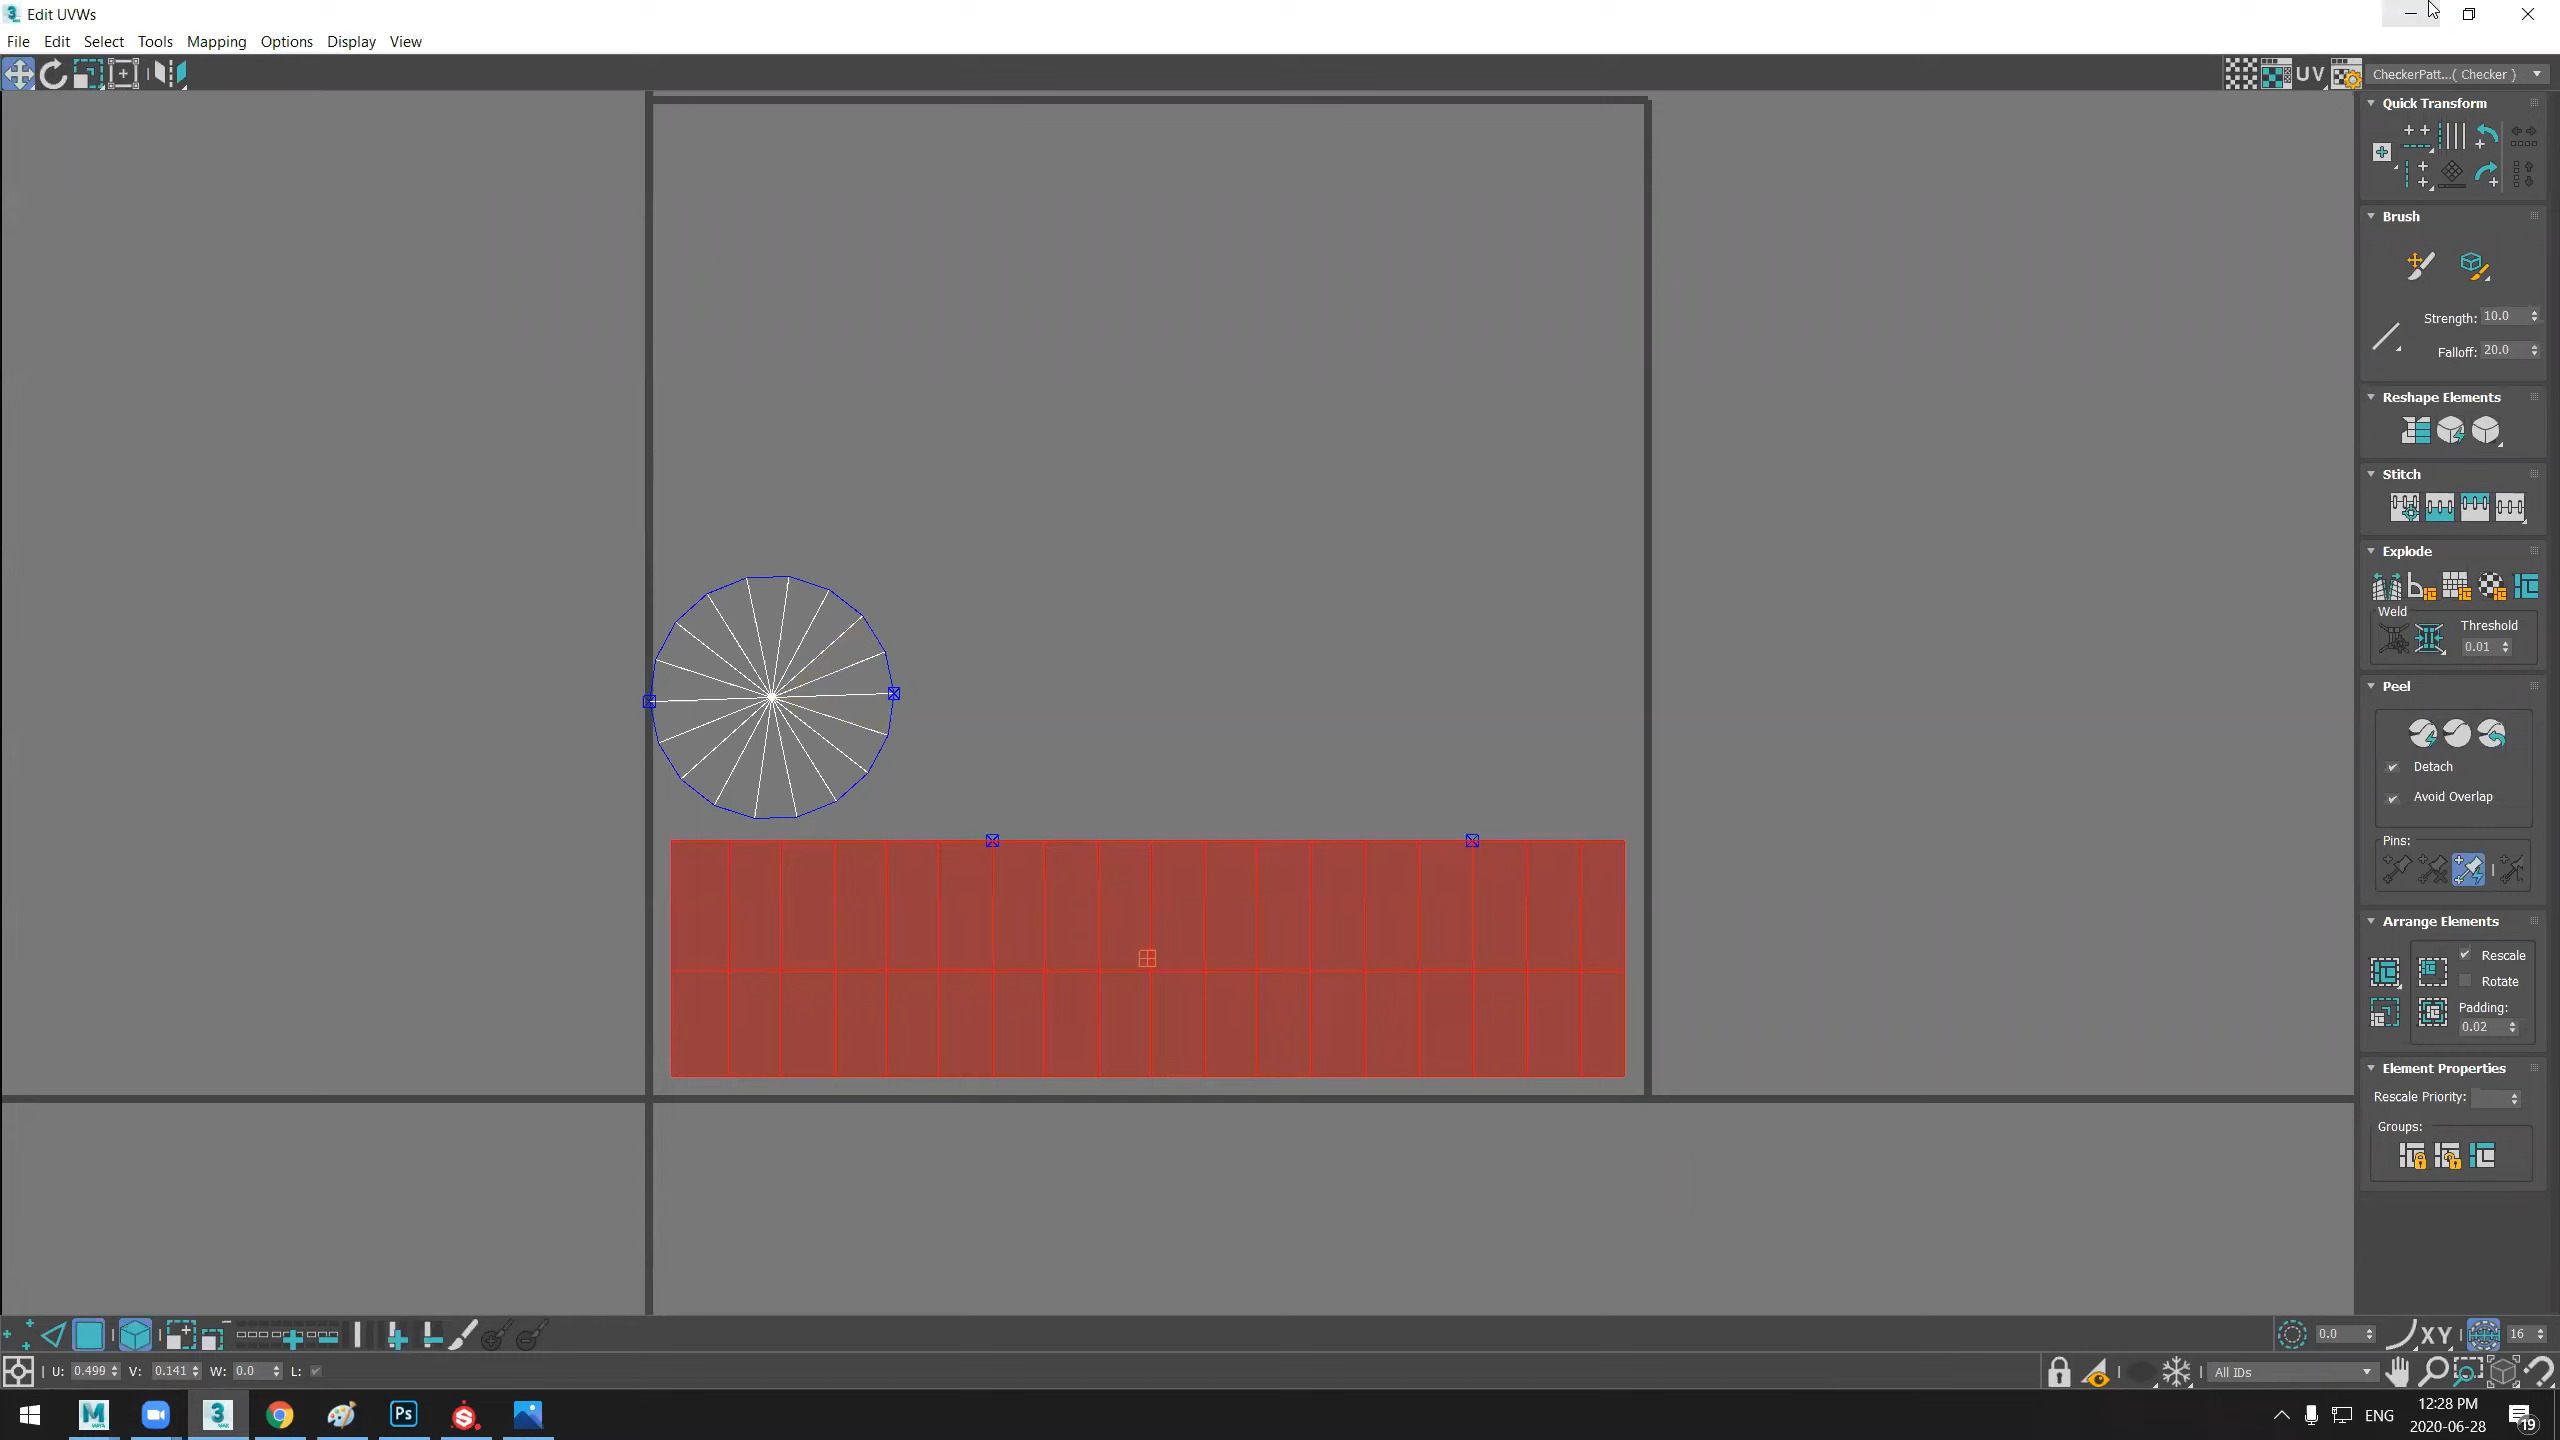 Edit UVWs
File Edit Select Tools Mapping Options Display View
UV CheckerPatt...( Checker )
Quick Transform
Brush
Strength: 10.0
Falloff: 20.0
Reshape Elements
Stitch
Explode
Weld
Threshold
0.01
Peel
Detach
Avoid Overlap
Pins:
Arrange Elements
Rescale
Rotate
Padding:
0.02
Element Properties
Rescale Priority:
Groups:
0.0 XY 16
U: 0.499 V: 0.141 W: 0.0 L: All IDs
M 3 Ps S ENG 12:28 PM
2020-06-28 19